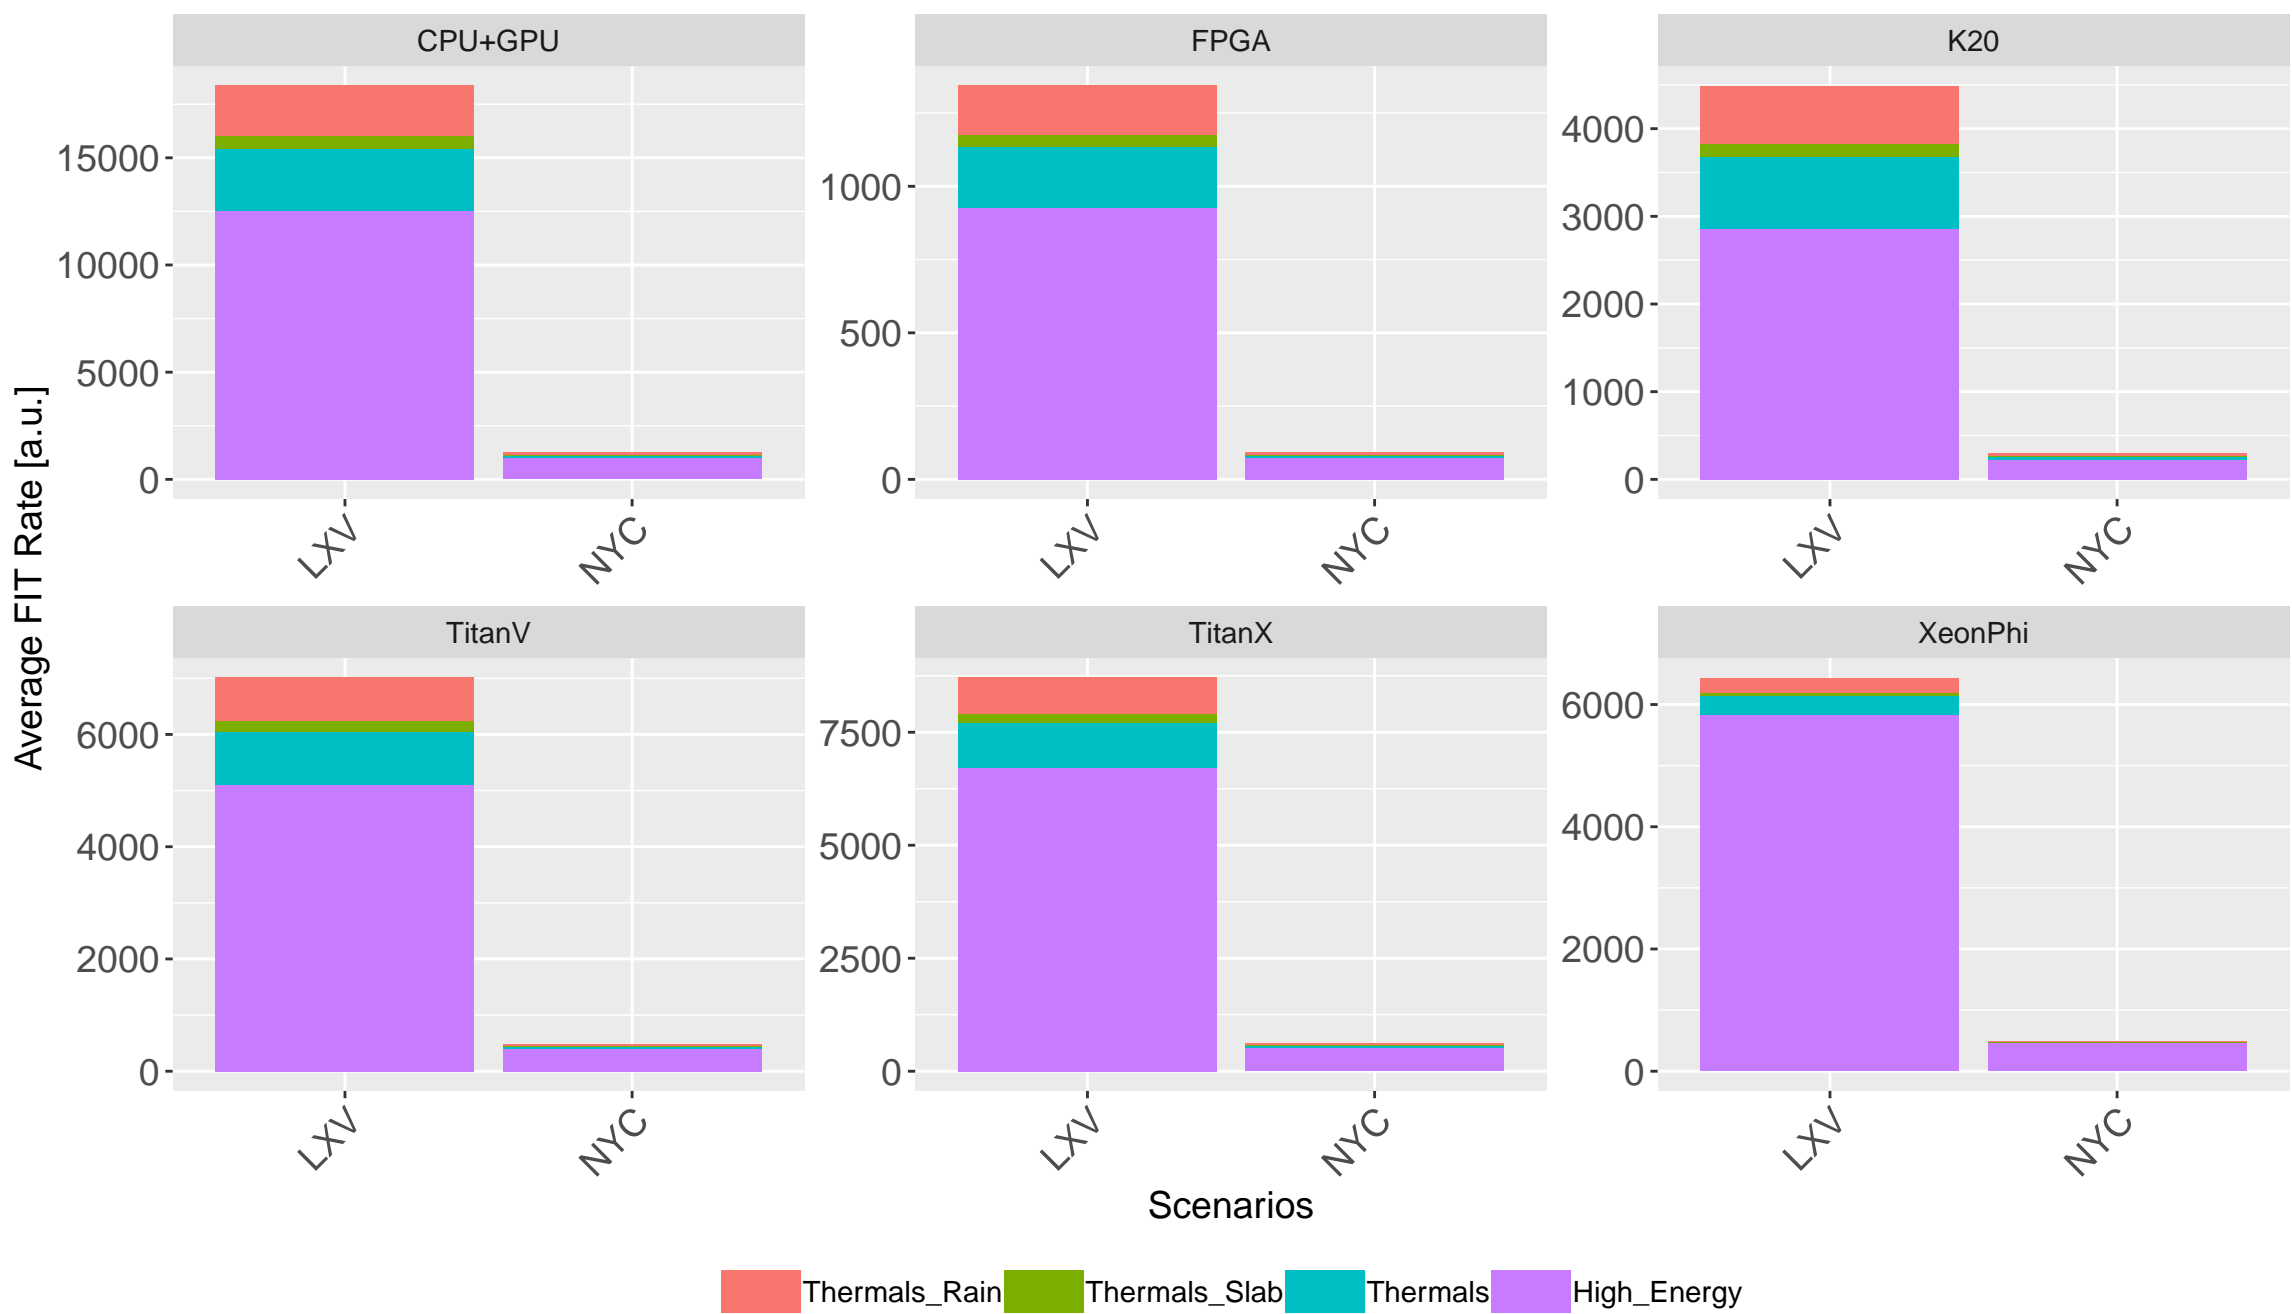 CPU+GPU
FPGA
K20
15000
10000
5000
0
1000
500
0
4000
3000
2000
1000
0
LXV
NYC
LXV
NYC
LXV
NYC
Average FIT Rate [a.u.]
TitanV
TitanX
XeonPhi
6000
4000
2000
0
7500
5000
2500
0
6000
4000
2000
0
LXV
NYC
LXV
NYC
LXV
NYC
Scenarios
Thermals_Rain Thermals_Slab Thermals High_Energy